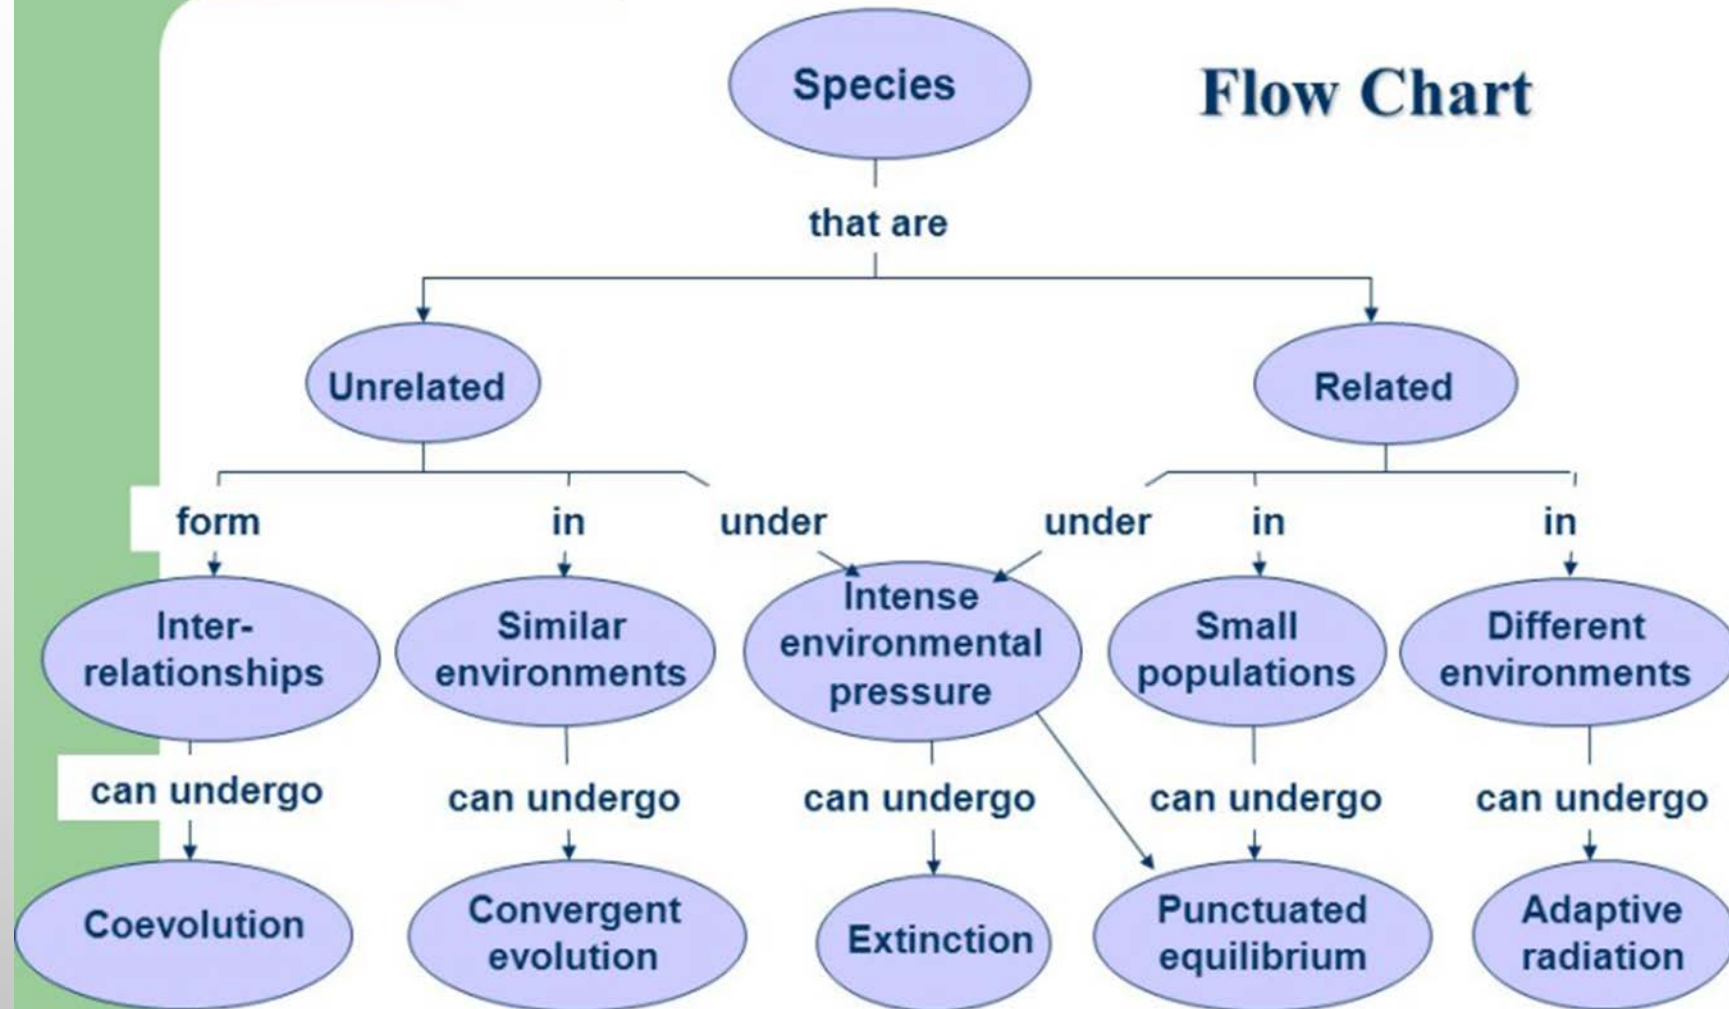 Species
Flow Chart
that are
Unrelated
Related
form
in
under
under
in
in
Inter-
relationships
Similar
environments
Intense
environmental
pressure
Small
populations
Different
environments
can undergo
can undergo
can undergo
can undergo
can undergo
Coevolution
Convergent
evolution
Extinction
Punctuated
equilibrium
Adaptive
radiation